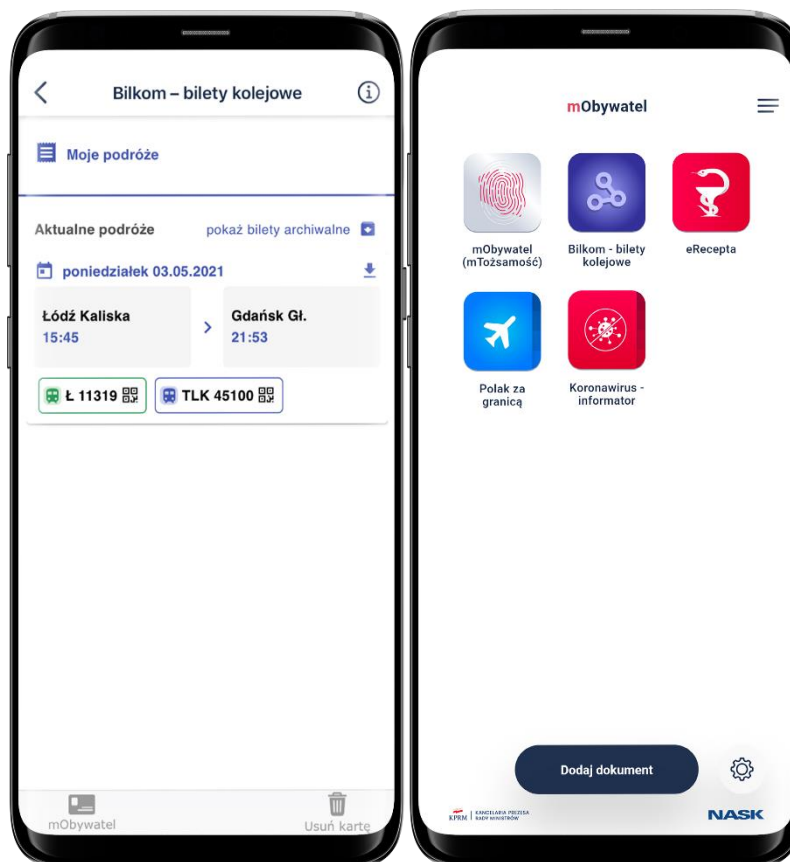 Bilkom – bilety kolejowe
Moje podróże
Aktualne podróże
pokaż bilety archiwalne
poniedziałek 03.05.2021
Łódź Kaliska
15:45
>
Gdańsk Gł.
21:53
Ł 11319
TLK 45100
mObywatel
Usuń kartę
mObywatel
mObywatel
(mTożsamość)
Bilkom - bilety
kolejowe
eRecepta
Polak za
granicą
Koronawirus -
informator
Dodaj dokument
KPRM
KANCELARIA PREZESA
RADY MINISTRÓW
NASK